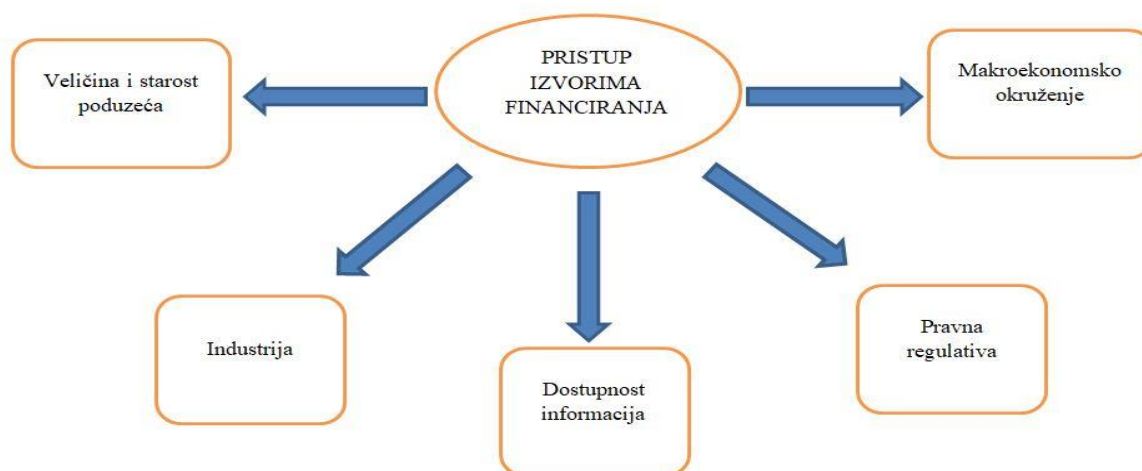 PRISTUP
IZVORIMA
FINANCIRANJA
Veličina i starost
poduzeća
Makroekonomsko
okruženje
Industrija
Dostupnost
informacija
Pravna
regulativa